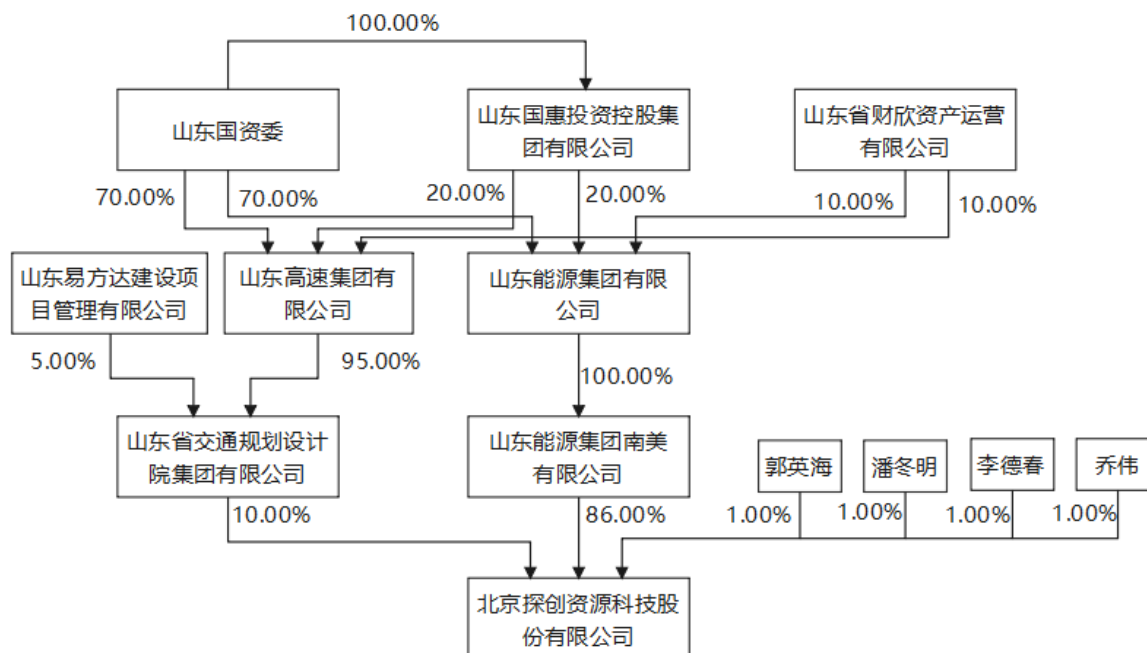 100.00%
山东国资委
山东国惠投资控股集
团有限公司
山东省财欣资产运营
有限公司
70.00%
70.00%
20.00%
20.00%
10.00%
10.00%
山东易方达建设项
目管理有限公司
山东高速集团有
限公司
山东能源集团有限
公司
5.00%
95.00%
100.00%
山东省交通规划设计
院集团有限公司
山东能源集团南美
有限公司
郭英海
潘冬明
李德春
乔伟
10.00%
86.00%
1.00%
1.00%
1.00%
1.00%
北京探创资源科技股
份有限公司